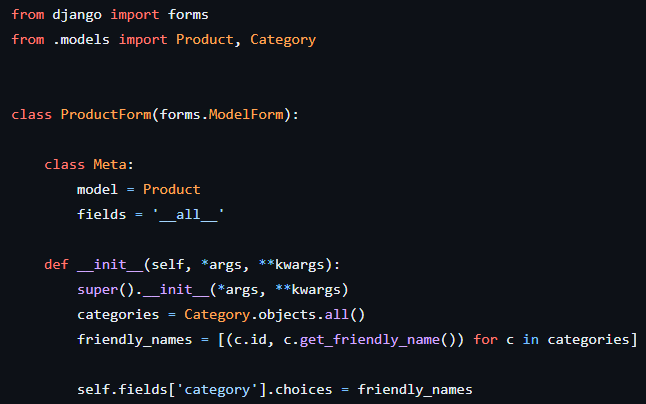 from django import forms
from .models import Product, Category
class ProductForm(forms.ModelForm):
    class Meta:
        model = Product
        fields = '__all__'
    def __init__(self, *args, **kwargs):
        super().__init__(*args, **kwargs)
        categories = Category.objects.all()
        friendly_names = [(c.id, c.get_friendly_name()) for c in categories]
        self.fields['category'].choices = friendly_names